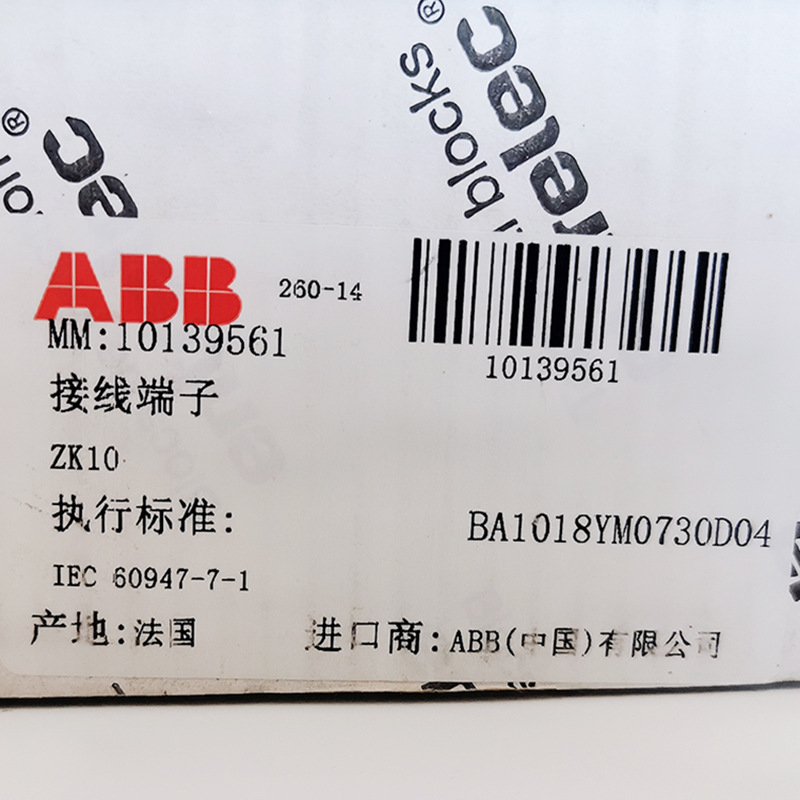 blocks
elec
ABB
260-14
MM:10139561
10139561
接线端子
ZK10
执行标准:
BA1018YM0730D04
IEC 60947-7-1
产地:法国
进口商:ABB(中国)有限公司